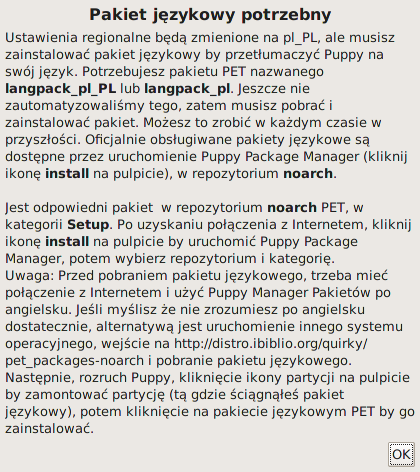 Pakiet językowy potrzebny
Ustawienia regionalne będą zmienione na pl_PL, ale musisz
zainstalować pakiet językowy by przetłumaczyć Puppy na
swój język. Potrzebujesz pakietu PET nazwanego
langpack_pl_PL lub langpack_pl. Jeszcze nie
zautomatyzowaliśmy tego, zatem musisz pobrać i
zainstalować pakiet. Możesz to zrobić w każdym czasie w
przyszłości. Oficjalnie obsługiwane pakiety językowe są
dostępne przez uruchomienie Puppy Package Manager (kliknij
ikonę install na pulpicie), w repozytorium noarch.
Jest odpowiedni pakiet w repozytorium noarch PET, w
kategorii Setup. Po uzyskaniu połączenia z Internetem, kliknij
ikonę install na pulpicie by uruchomić Puppy Package
Manager, potem wybierz repozytorium i kategorię.
Uwaga: Przed pobraniem pakietu językowego, trzeba mieć
połączenie z Internetem i użyć Puppy Manager Pakietów po
angielsku. Jeśli myślisz że nie zrozumiesz po angielsku
dostatecznie, alternatywą jest uruchomienie innego systemu
operacyjnego, wejście na http://distro.ibiblio.org/quirky/
pet_packages-noarch i pobranie pakietu językowego.
Następnie, rozruch Puppy, kliknięcie ikony partycji na pulpicie
by zamontować partycję (tą gdzie ściągnąłeś pakiet
językowy), potem kliknięcie na pakiecie językowym PET by go
zainstalować.
OK